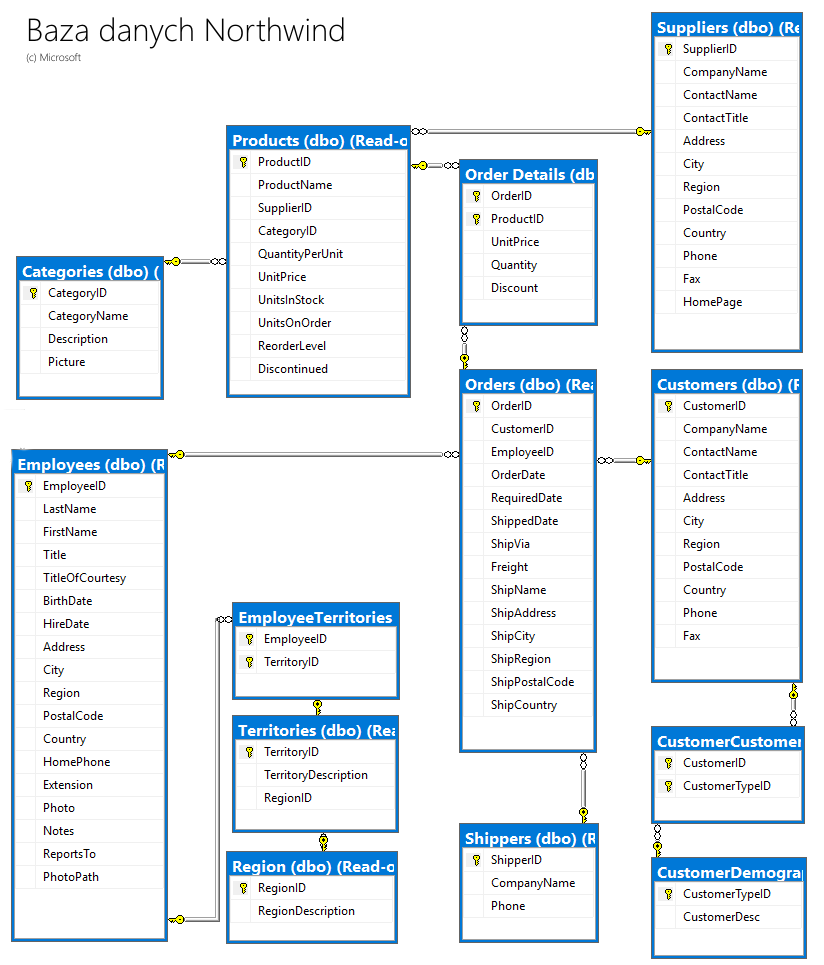 Baza danych Northwind
(c) Microsoft
Suppliers (dbo) (Re
SupplierID
CompanyName
ContactName
ContactTitle
Address
City
Region
PostalCode
Country
Phone
Fax
HomePage
Products (dbo) (Read-o
ProductID
ProductName
SupplierID
CategoryID
QuantityPerUnit
UnitPrice
UnitsInStock
UnitsOnOrder
ReorderLevel
Discontinued
Order Details (db
OrderID
ProductID
UnitPrice
Quantity
Discount
Categories (dbo) (
CategoryID
CategoryName
Description
Picture
Orders (dbo) (Rea
OrderID
CustomerID
EmployeeID
OrderDate
RequiredDate
ShippedDate
ShipVia
Freight
ShipName
ShipAddress
ShipCity
ShipRegion
ShipPostalCode
ShipCountry
Customers (dbo) (R
CustomerID
CompanyName
ContactName
ContactTitle
Address
City
Region
PostalCode
Country
Phone
Fax
Employees (dbo) (R
EmployeeID
LastName
FirstName
Title
TitleOfCourtesy
BirthDate
HireDate
Address
City
Region
PostalCode
Country
HomePhone
Extension
Photo
Notes
ReportsTo
PhotoPath
EmployeeTerritories
EmployeeID
TerritoryID
Territories (dbo) (Rea
TerritoryID
TerritoryDescription
RegionID
Region (dbo) (Read-o
RegionID
RegionDescription
Shippers (dbo) (R
ShipperID
CompanyName
Phone
CustomerCustomer
CustomerID
CustomerTypeID
CustomerDemogra
CustomerTypeID
CustomerDesc